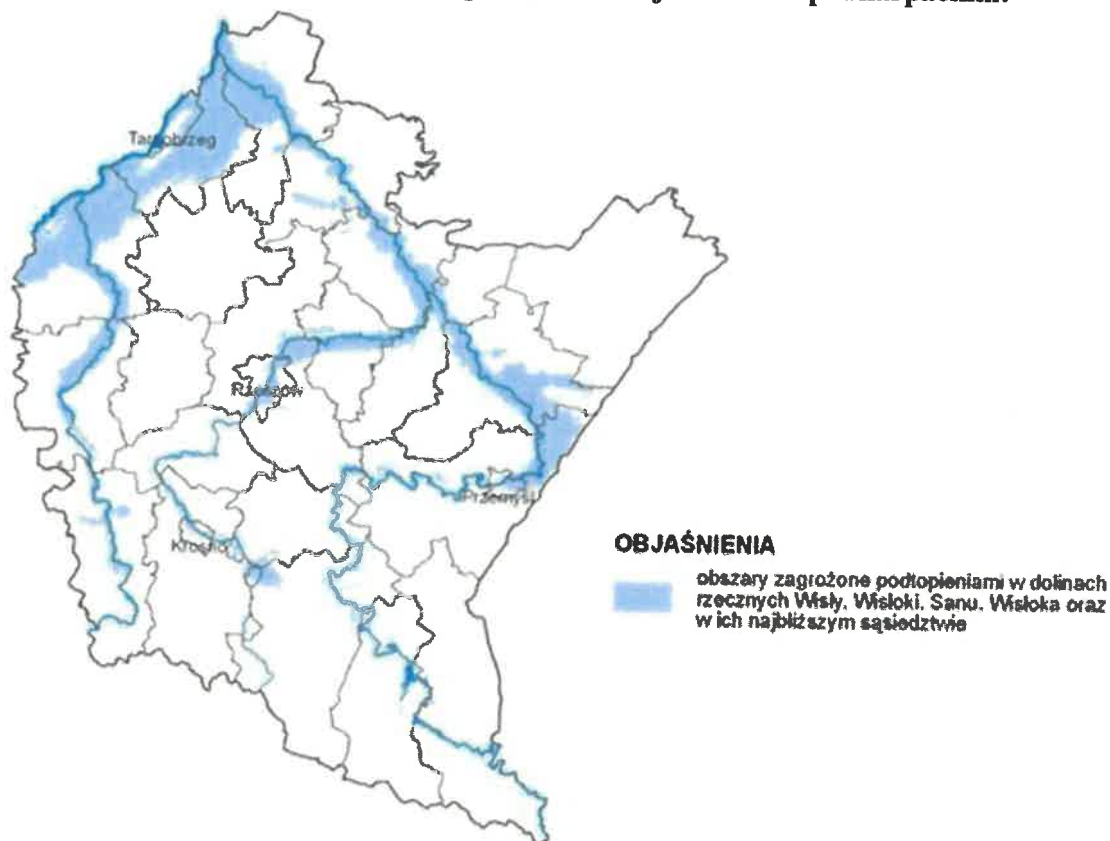 Tarnobrzeg
Rzeszów
Przemyśl
Krosno
OBJAŚNIENIA
obszary zagrożone podtopieniami w dolinach
rzecznych Wisły, Wisłoki, Sanu, Wisłoka oraz
w ich najbliższym sąsiedztwie